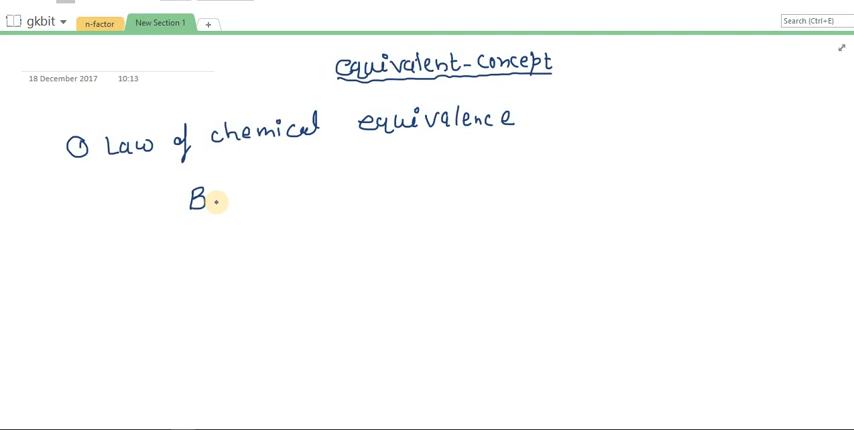 gkbit
n-factor
New Section 1
+
Search (Ctrl+E)
equivalent-concept
18 December 2017 10:13
① Law of chemical equivalence
B